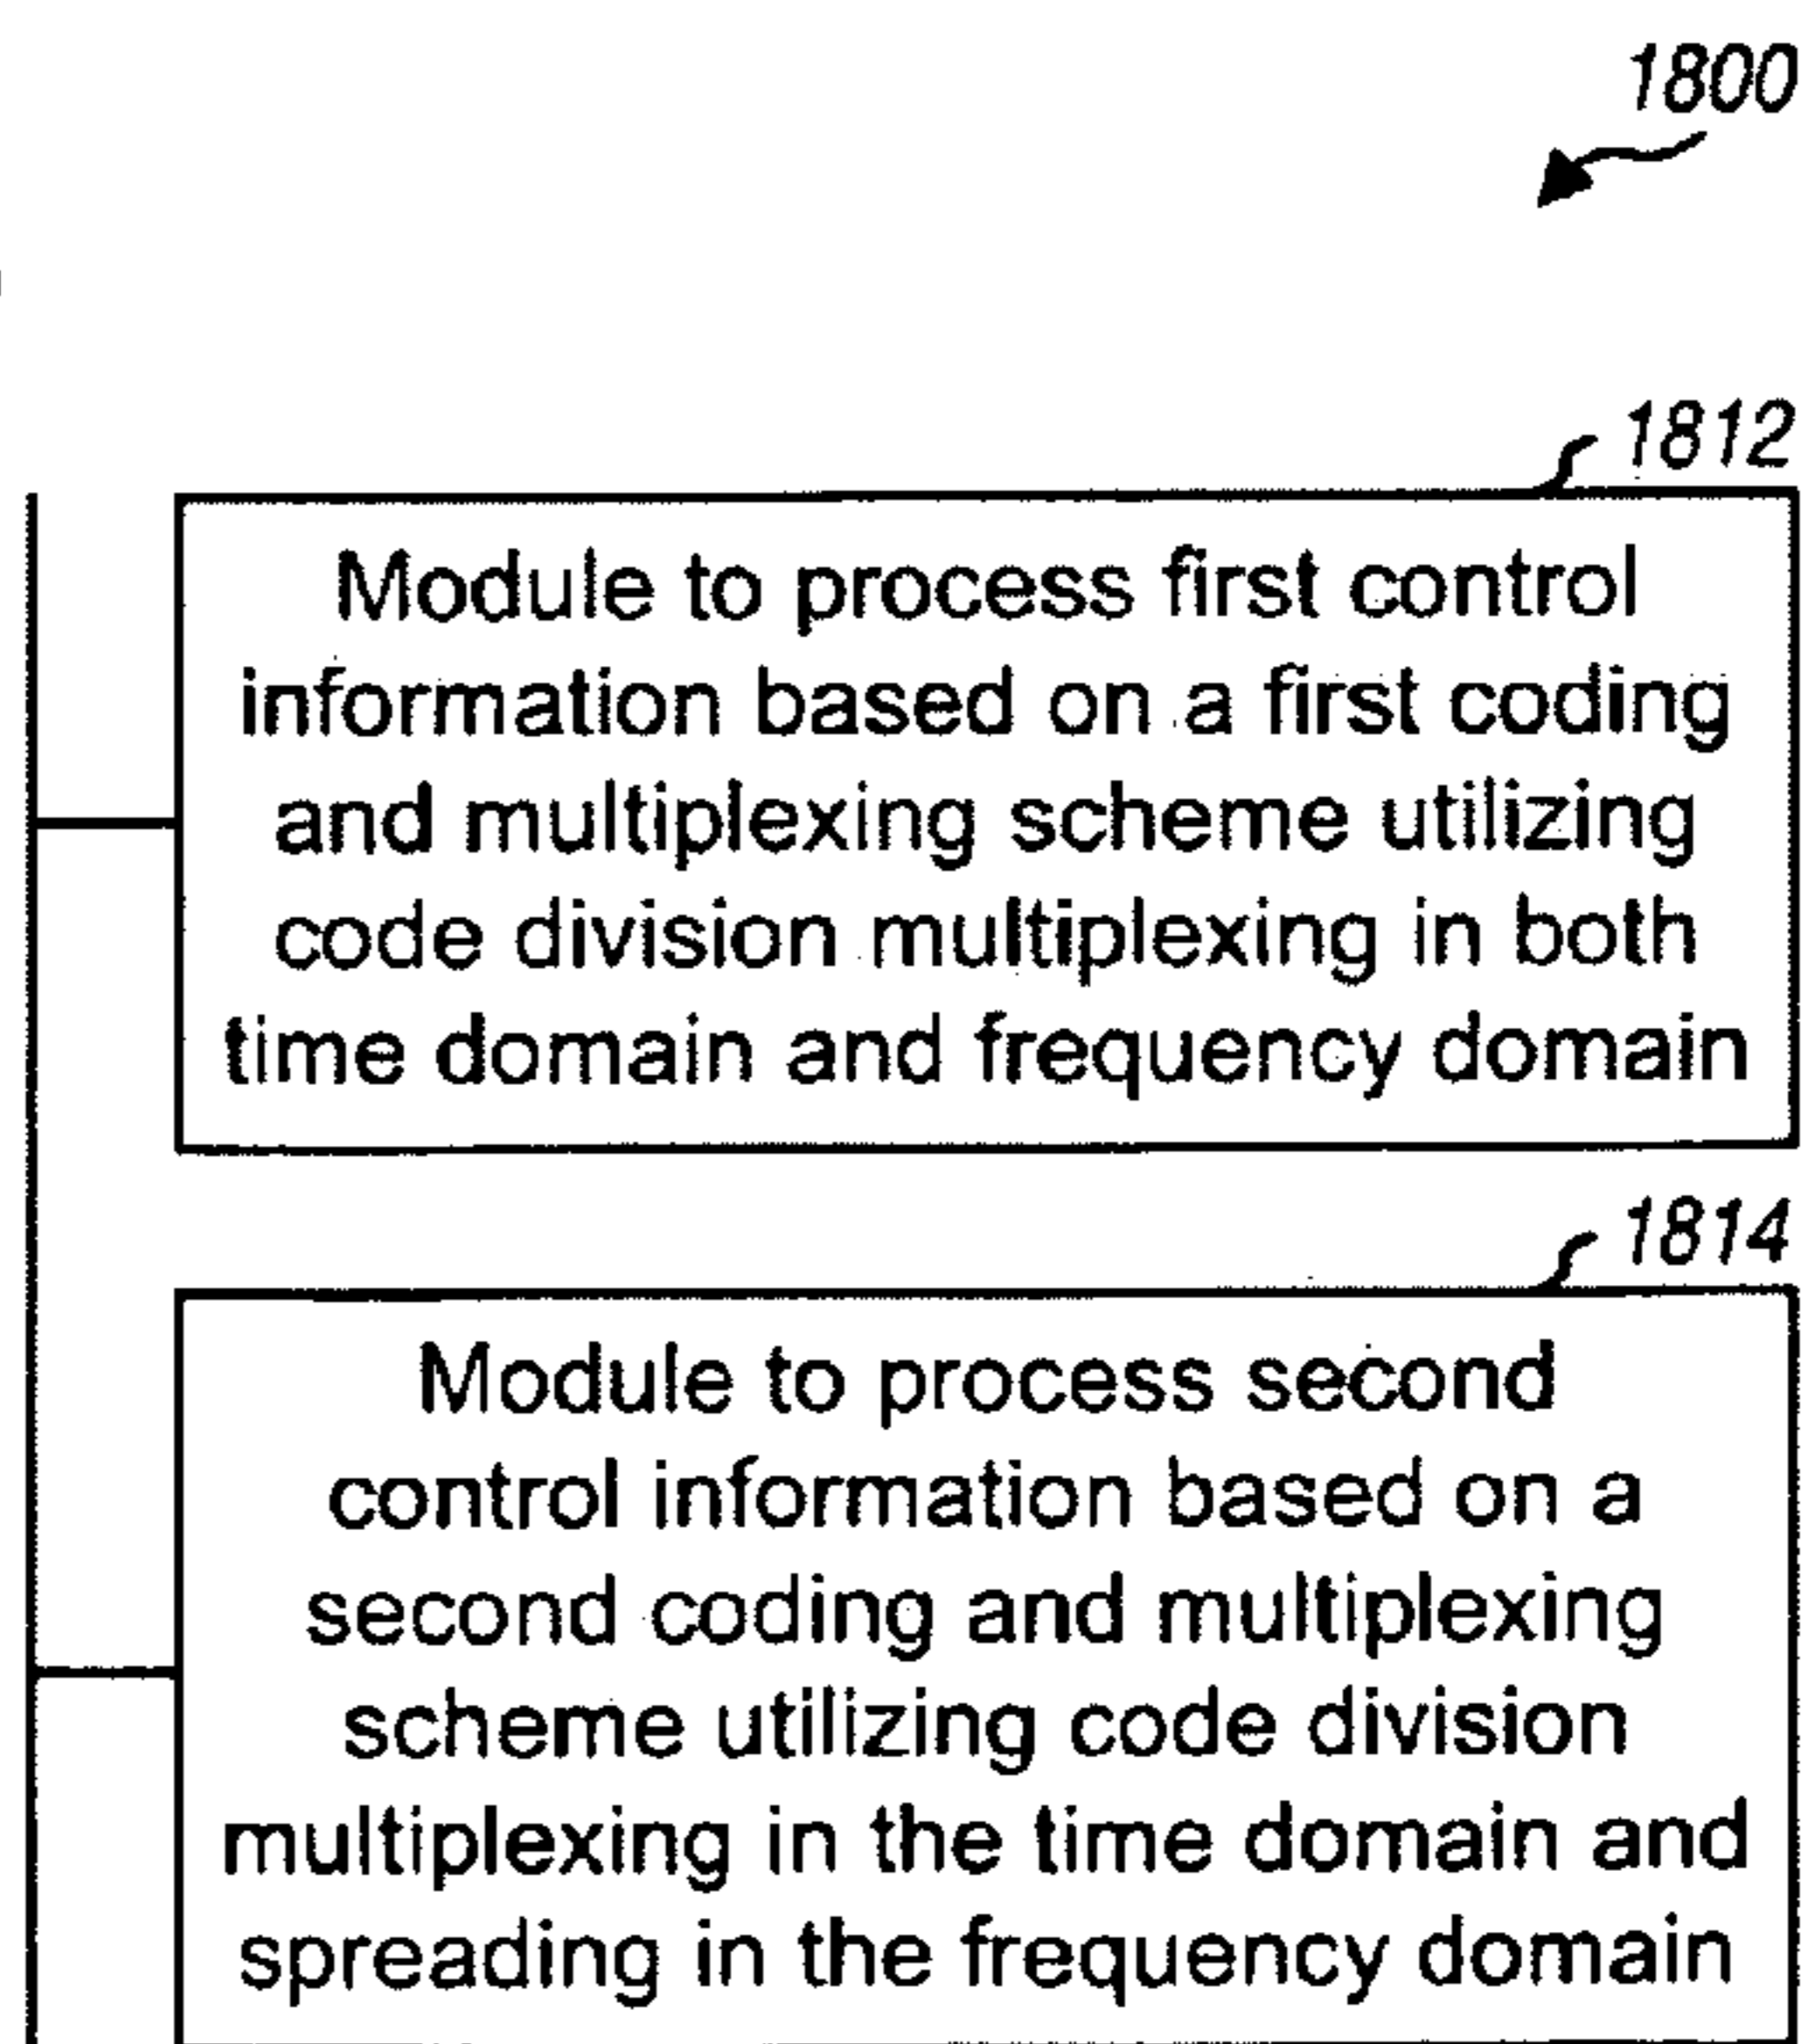 1800
1812
Module to process first control
information based on a first coding
and multiplexing scheme utilizing
code division multiplexing in both
time domain and frequency domain
1814
Module to process second
control information based on a
second coding and multiplexing
scheme utilizing code division
multiplexing in the time domain and
spreading in the frequency domain